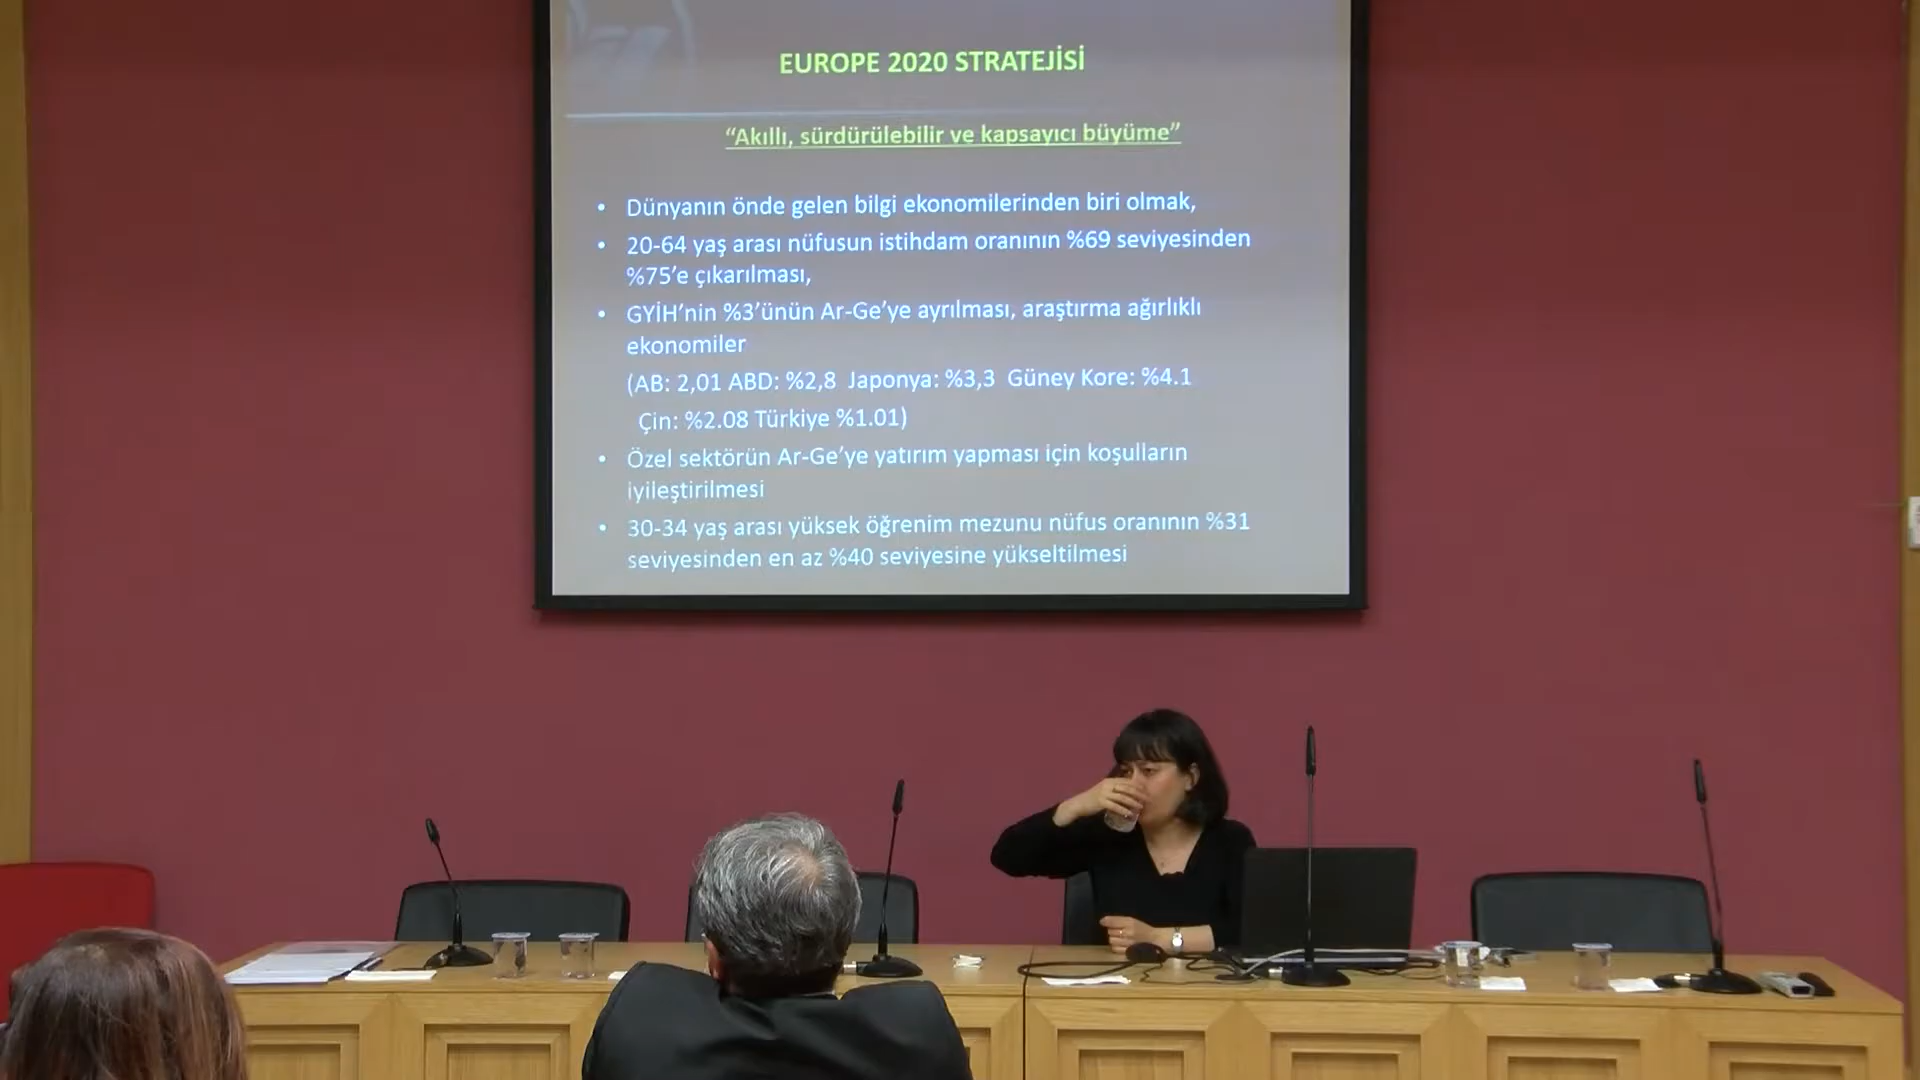 EUROPE 2020 STRATEJİSİ
“Akıllı, sürdürülebilir ve kapsayıcı büyüme”
• Dünyanın önde gelen bilgi ekonomilerinden biri olmak,
• 20-64 yaş arası nüfusun istihdam oranının %69 seviyesinden
%75’e çıkarılması,
• GYİH’nin %3’ünün Ar-Ge’ye ayrılması, araştırma ağırlıklı
ekonomiler
(AB: 2,01 ABD: %2,8 Japonya: %3,3 Güney Kore: %4.1
Çin: %2.08 Türkiye %1.01)
• Özel sektörün Ar-Ge’ye yatırım yapması için koşulların
iyileştirilmesi
• 30-34 yaş arası yüksek öğrenim mezunu nüfus oranının %31
seviyesinden en az %40 seviyesine yükseltilmesi